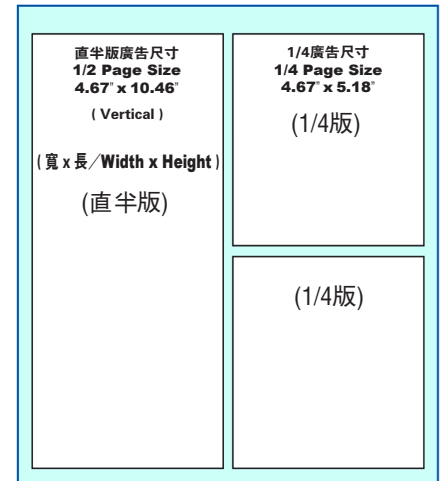 直半版廣告尺寸
1/2 Page Size
4.67" x 10.46"
( Vertical )
( 寬 x 長／Width x Height )
(直半版)
1/4廣告尺寸
1/4 Page Size
4.67" x 5.18"
(1/4版)
(1/4版)